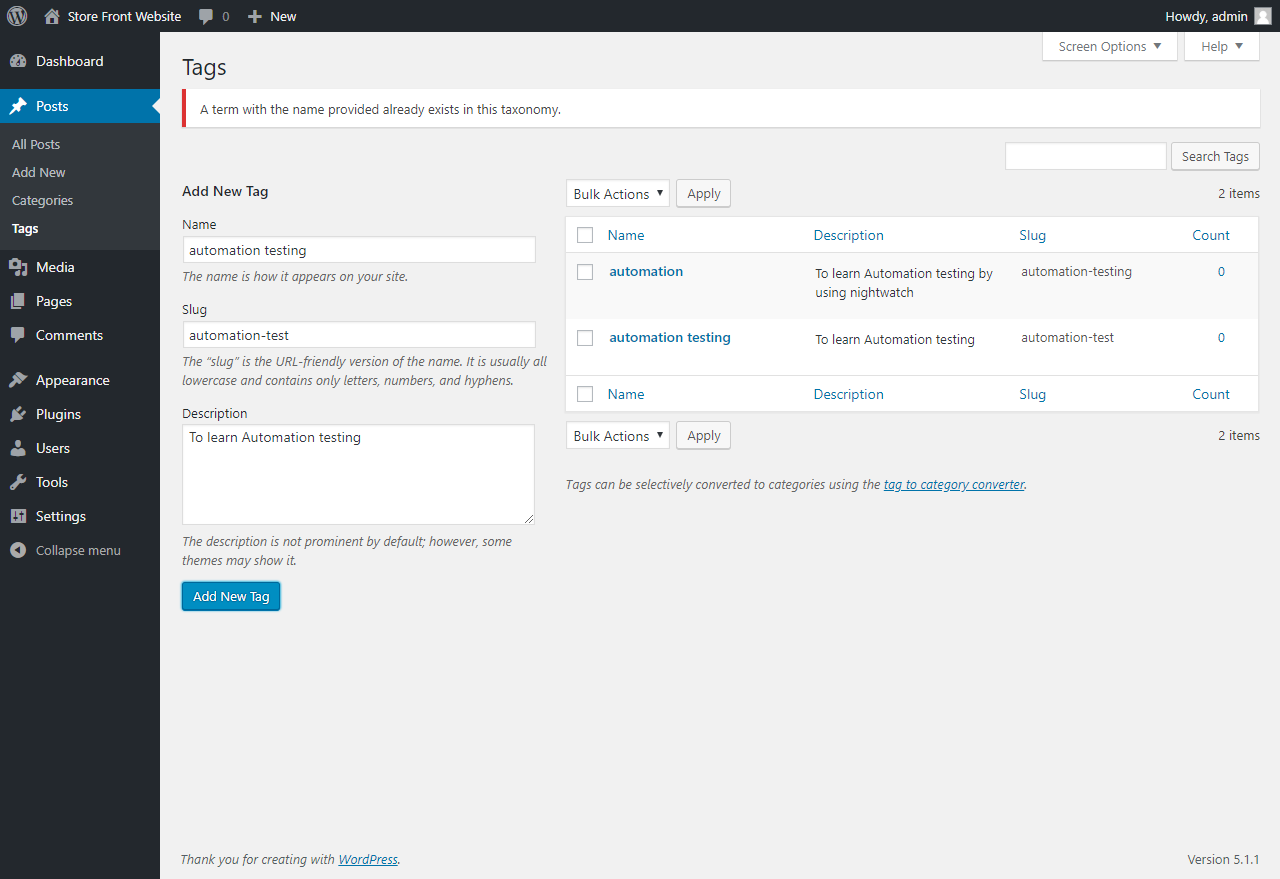 Store Front Website 0 New Howdy, admin
Screen Options Help
Dashboard
Posts
All Posts
Add New
Categories
Tags
Media
Pages
Comments
Appearance
Plugins
Users
Tools
Settings
Collapse menu
Tags
A term with the name provided already exists in this taxonomy.
Search Tags
Add New Tag
Name
automation testing
The name is how it appears on your site.
Slug
automation-test
The “slug” is the URL-friendly version of the name. It is usually all
lowercase and contains only letters, numbers, and hyphens.
Description
To learn Automation testing
The description is not prominent by default; however, some
themes may show it.
Add New Tag
Bulk Actions Apply 2 items
Name Description Slug Count
automation To learn Automation testing by automation-testing 0
using nightwatch
automation testing To learn Automation testing automation-test 0
Name Description Slug Count
Bulk Actions Apply 2 items
Tags can be selectively converted to categories using the tag to category converter.
Thank you for creating with WordPress. Version 5.1.1